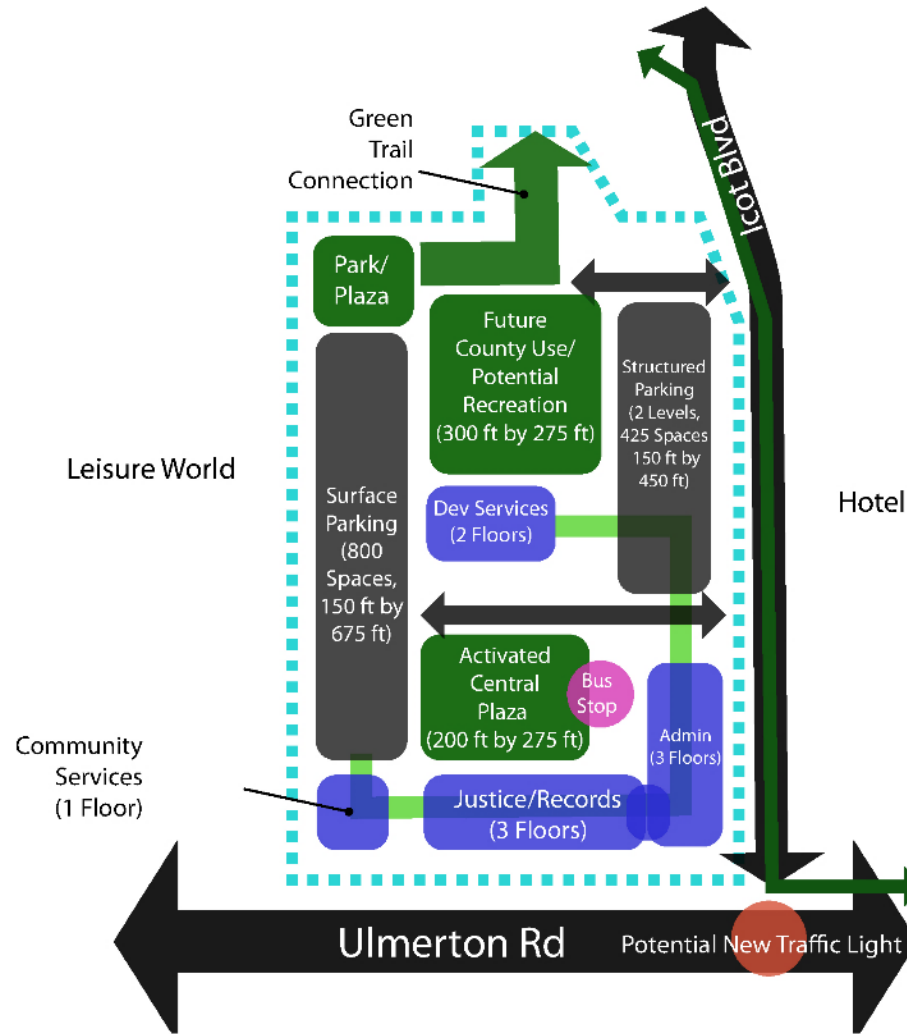 Green
Trail
Connection
Icot Blvd
Park/
Plaza
Future
County Use/
Potential
Recreation
(300 ft by 275 ft)
Structured
Parking
(2 Levels,
425 Spaces
150 ft by
450 ft)
Leisure World
Hotel
Surface
Parking
(800
Spaces,
150 ft by
675 ft)
Dev Services
(2 Floors)
Activated
Central
Plaza
(200 ft by 275 ft)
Bus
Stop
Admin
(3 Floors)
Community
Services
(1 Floor)
Justice/Records
(3 Floors)
Ulmerton Rd
Potential New Traffic Light